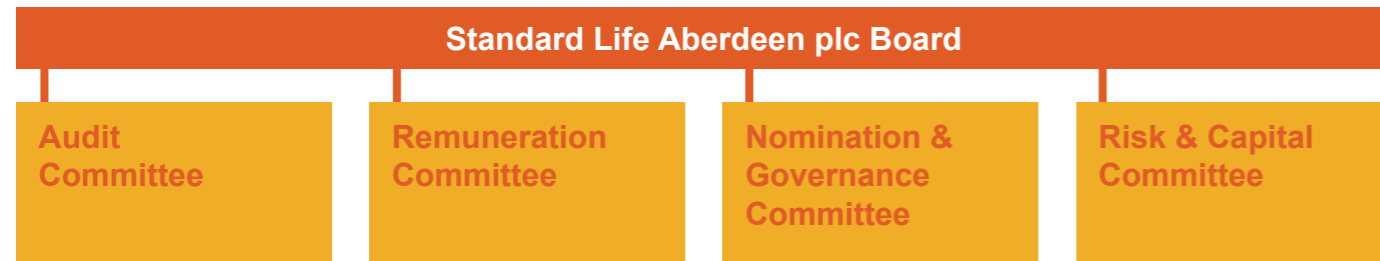 Standard Life Aberdeen plc Board
Audit
Committee
Remuneration
Committee
Nomination &
Governance
Committee
Risk & Capital
Committee